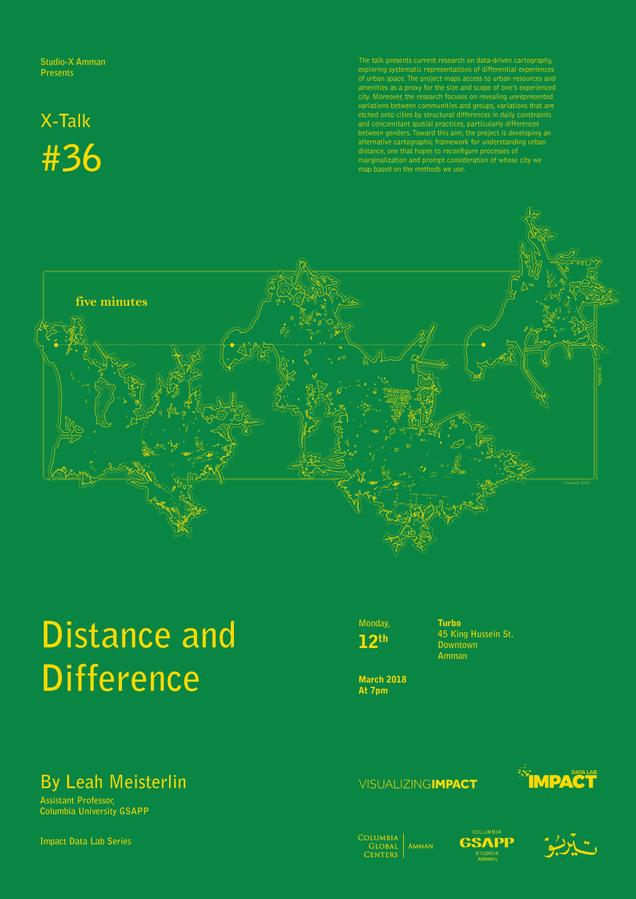 Studio-X Amman
Presents
X-Talk
#36
The talk presents current research on data-driven cartography,
exploring systematic representations of differential experiences
of urban space. The project maps access to urban resources and
amenities as a proxy for the size and scope of one's experienced
city. Moreover, the research focuses on revealing unrepresented
variations between communities and groups, variations that are
etched onto cities by structural differences in daily constraints
and concomitant spatial practices, particularly differences
between genders. Toward this aim, the project is developing an
alternative cartographic framework for understanding urban
distance, one that hopes to reconfigure processes of
marginalization and prompt consideration of whose city we
map based on the methods we use.
five minutes
Distance and
Difference
Monday,
12th
March 2018
At 7pm
Turbo
45 King Hussein St.
Downtown
Amman
By Leah Meisterlin
Assistant Professor,
Columbia University GSAPP
Impact Data Lab Series
VISUALIZINGIMPACT
DATA LAB
IMPACT
COLUMBIA
GLOBAL
CENTERS
AMMAN
COLUMBIA
GSAPP
STUDIO-X
AMMAN
تيربو